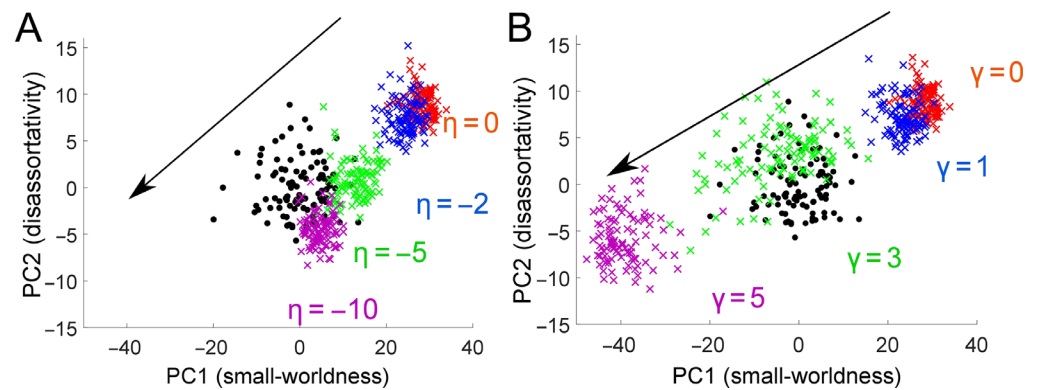 A
15
10
5
0
−5
−10
−15
−40
−20
0
20
40
PC1 (small-worldness)
PC2 (disassortativity)
η = 0
η = −2
η = −5
η = −10
B
15
10
5
0
−5
−10
−15
−40
−20
0
20
40
PC1 (small-worldness)
PC2 (disassortativity)
γ = 0
γ = 1
γ = 3
γ = 5